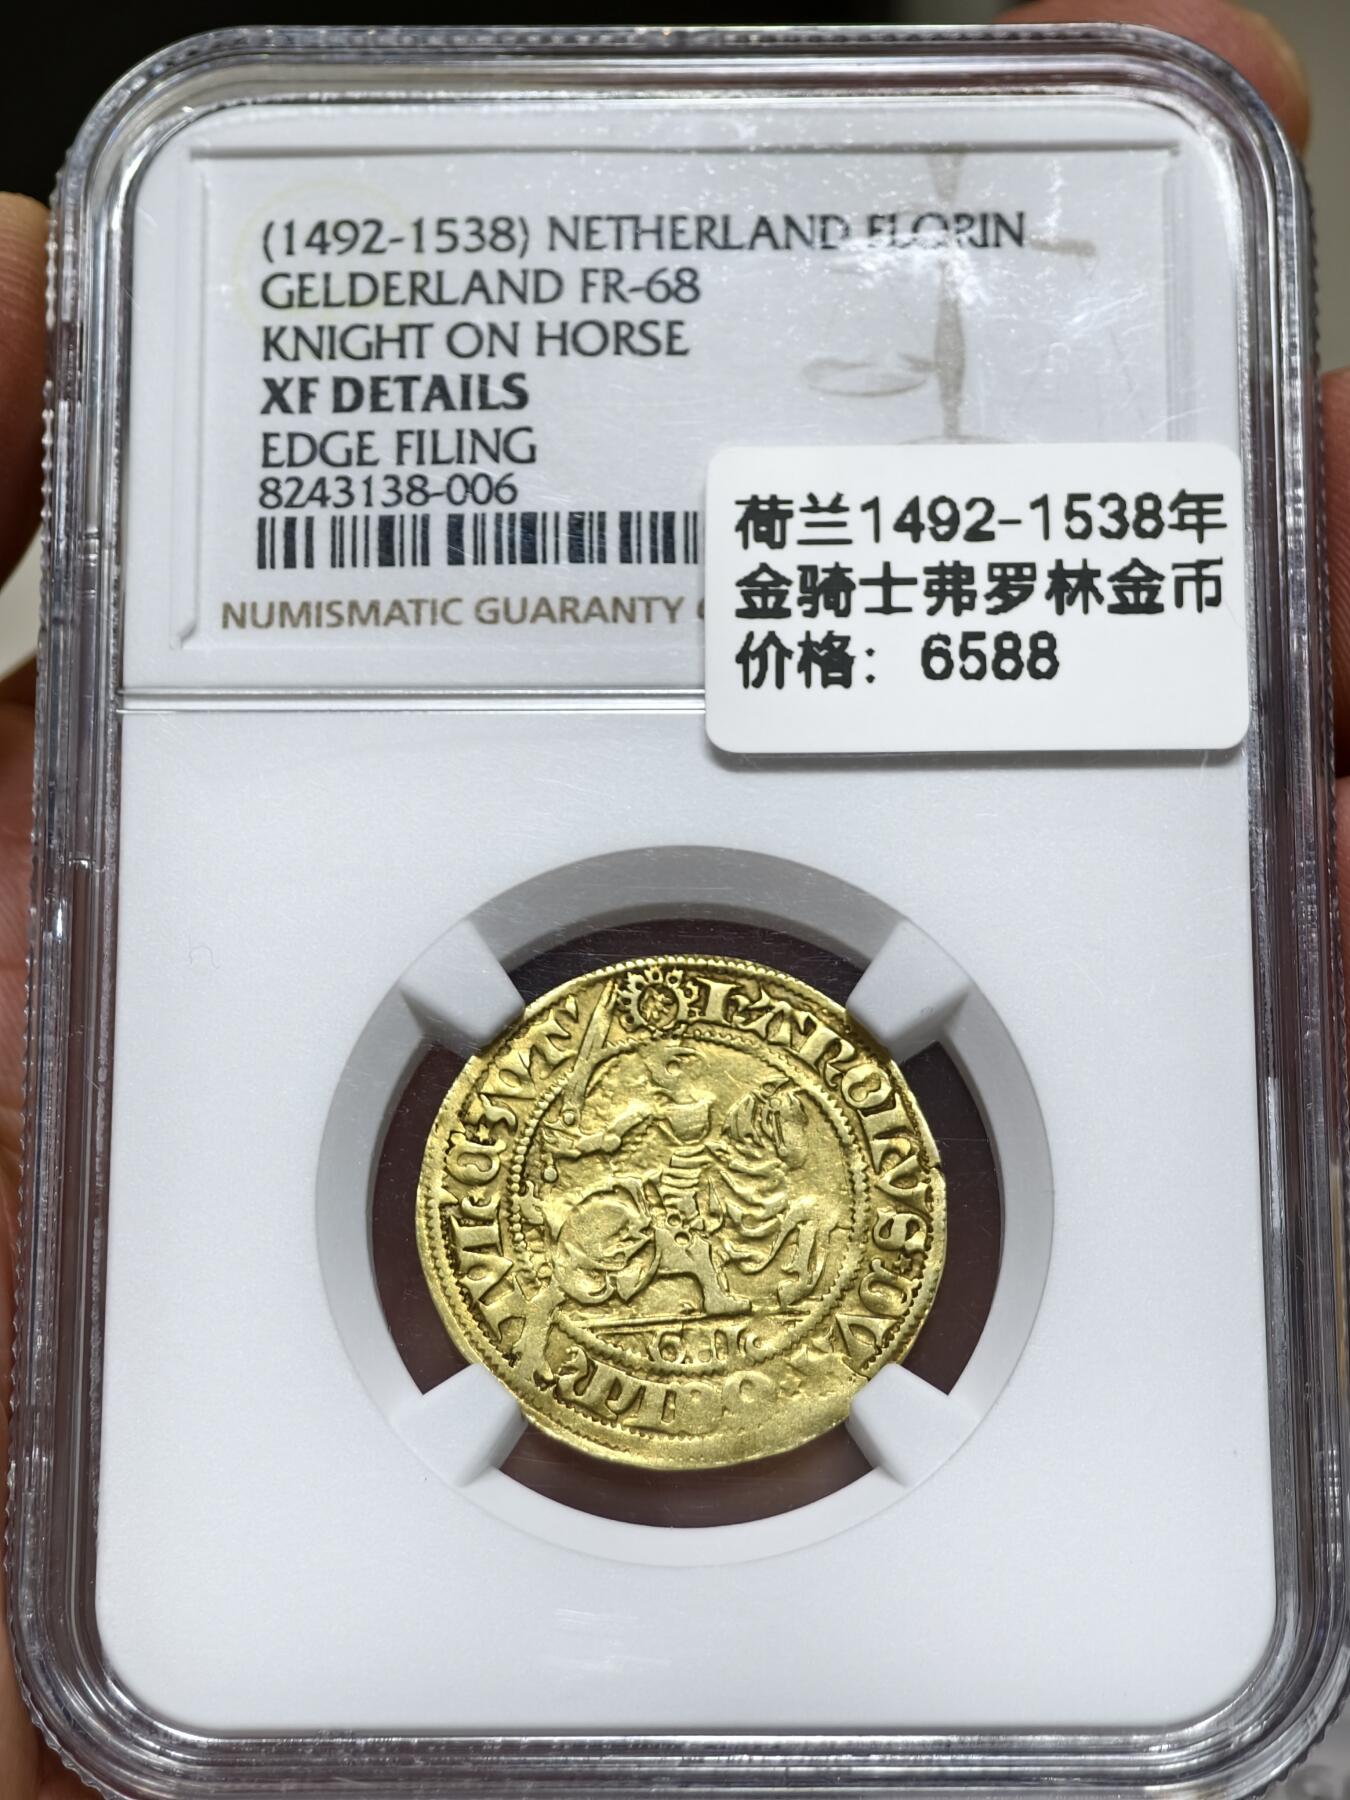 (1492-1538) NETHERLAND FLORIN
GELDERLAND FR-68
KNIGHT ON HORSE
XF DETAILS
EDGE FILING
8243138-006
NUMISMATIC GUARANTY
荷兰1492-1538年
金骑士弗罗林金币
价格：6588